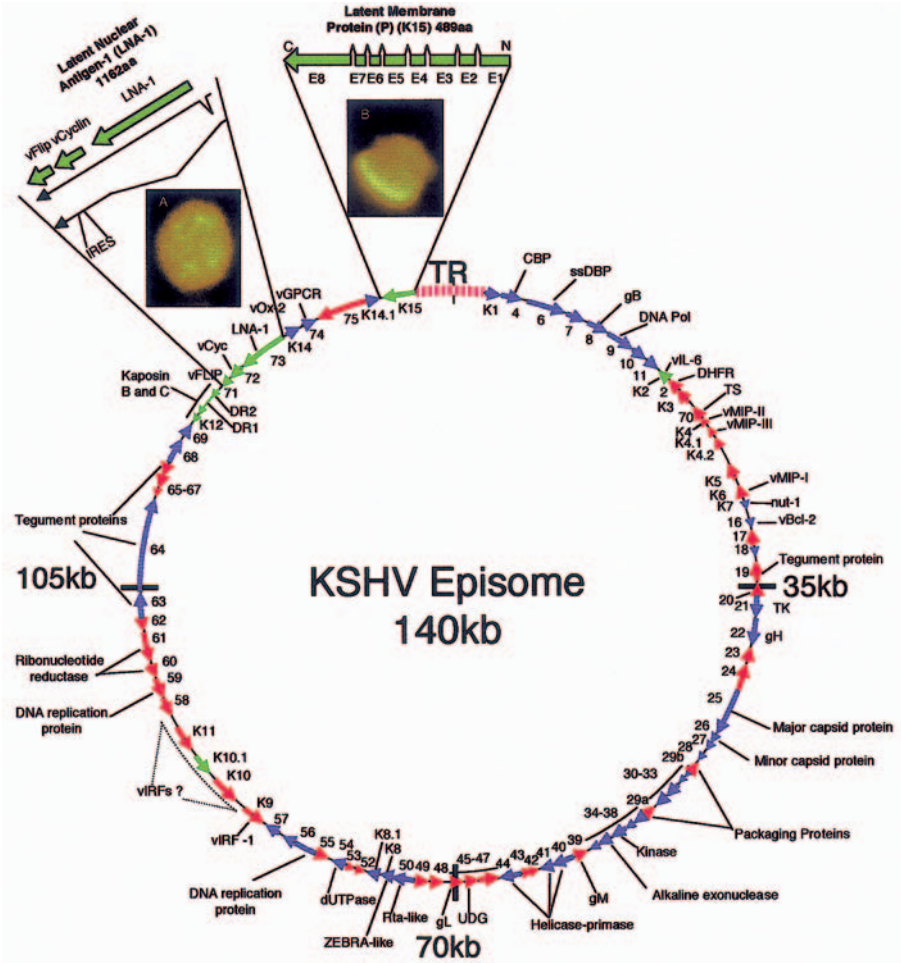 Latent Membrane
Protein (P) (K15) 489aa
C
N
E8
E7
E6
E5
E4
E3
E2
E1
Latent Nuclear
Antigen-1 (LNA-1)
1162aa
LNA-1
vFlip vCyclin
IRES
A
B
TR
K1
CBP
4
ssDBP
6
7
gB
8
DNA Pol
9
10
11
vIL-6
K2
2
DHFR
K3
TS
70
vMIP-II
K4
vMIP-III
K4.1
K4.2
K5
vMIP-I
K6
K7
nut-1
16
vBcl-2
17
18
Tegument protein
19
35kb
20
21
TK
22
gH
23
24
25
Major capsid protein
26
27
Minor capsid protein
28
29b
30-33
Packaging Proteins
29a
34-38
Kinase
Alkaline exonuclease
39
gM
40
41
Helicase-primase
42
43
44
45-47
UDG
gL
70kb
48
49
50
Rta-like
K8
ZEBRA-like
K8.1
52
53
54
dUTPase
55
56
DNA replication
protein
57
K9
vIRF -1
vIRFs ?
K10
K10.1
K11
58
DNA replication
protein
59
60
Ribonucleotide
reductase
61
62
63
105kb
64
Tegument proteins
65-67
68
69
K12
Kaposin
B and C
DR1
DR2
vFLIP
71
vCyc
72
LNA-1
73
vOx-2
K14
vGPCR
74
75
K14.1
K15
KSHV Episome
140kb